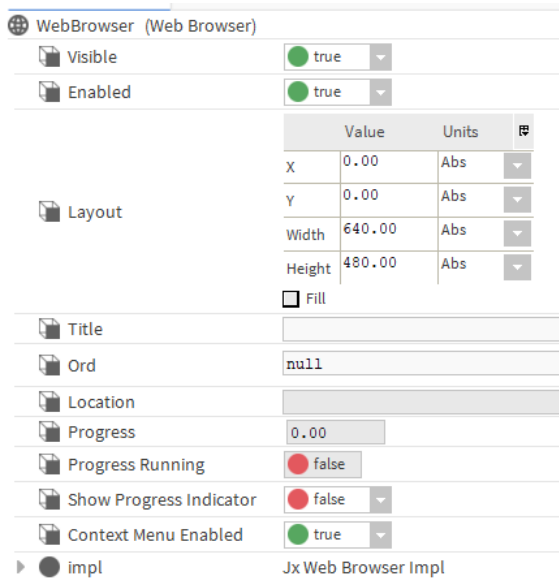 WebBrowser (Web Browser)
Visible true
Enabled true
Value Units
X 0.00 Abs
Y 0.00 Abs
Layout
Width 640.00 Abs
Height 480.00 Abs
Fill
Title
Ord null
Location
Progress 0.00
Progress Running false
Show Progress Indicator false
Context Menu Enabled true
impl Jx Web Browser Impl